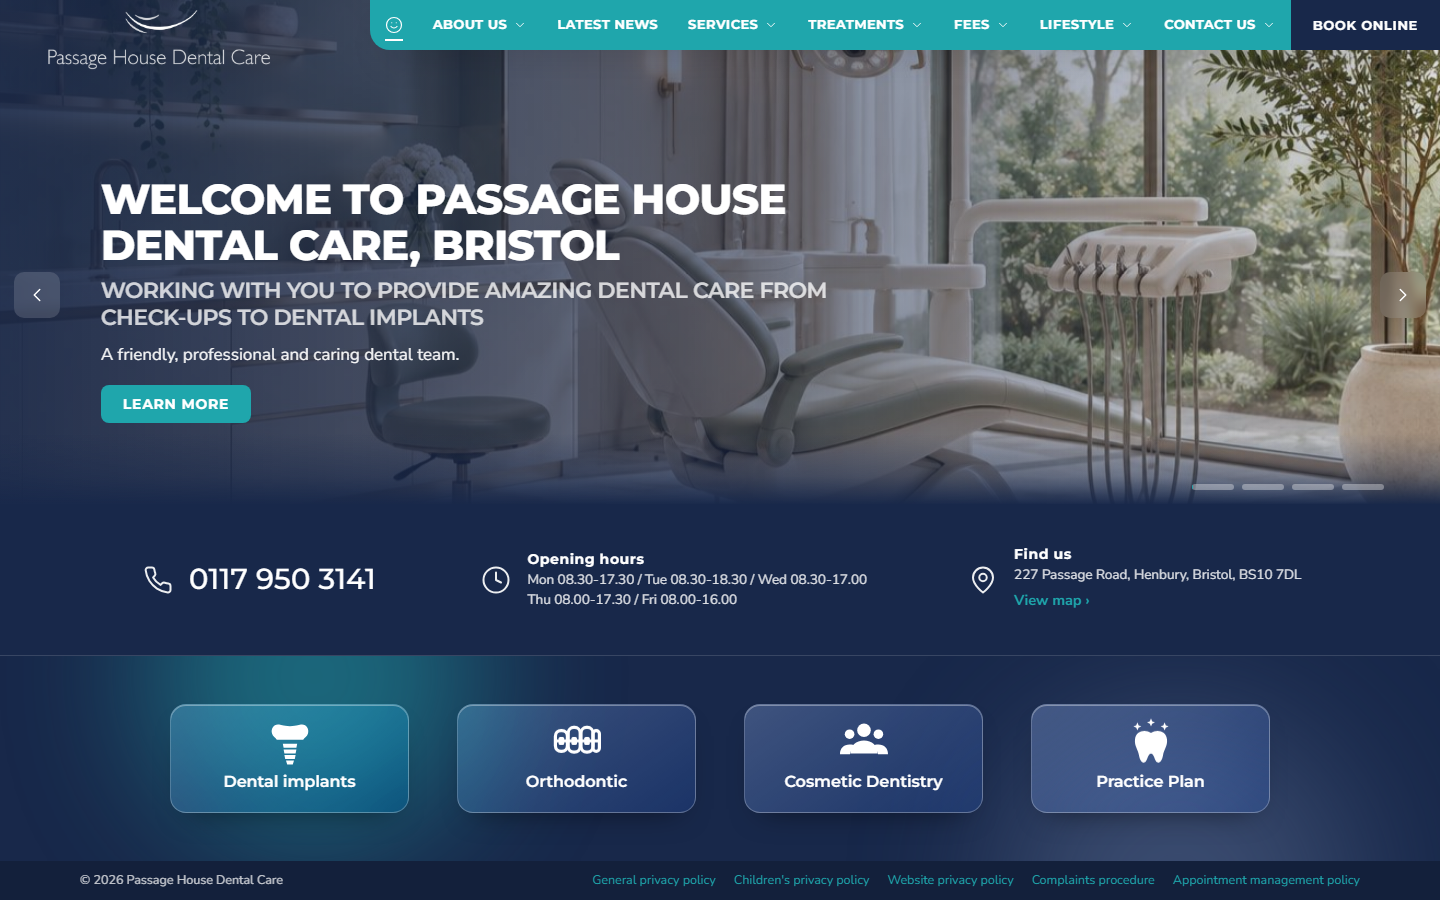 Passage House Dental Care
ABOUT US
LATEST NEWS
SERVICES
TREATMENTS
FEES
LIFESTYLE
CONTACT US
BOOK ONLINE
WELCOME TO PASSAGE HOUSE
DENTAL CARE, BRISTOL
WORKING WITH YOU TO PROVIDE AMAZING DENTAL CARE FROM
CHECK-UPS TO DENTAL IMPLANTS
A friendly, professional and caring dental team.
LEARN MORE
0117 950 3141
Opening hours
Mon 08.30-17.30 / Tue 08.30-18.30 / Wed 08.30-17.00
Thu 08.00-17.30 / Fri 08.00-16.00
Find us
227 Passage Road, Henbury, Bristol, BS10 7DL
View map ›
Dental implants
Orthodontic
Cosmetic Dentistry
Practice Plan
© 2026 Passage House Dental Care
General privacy policy
Children's privacy policy
Website privacy policy
Complaints procedure
Appointment management policy